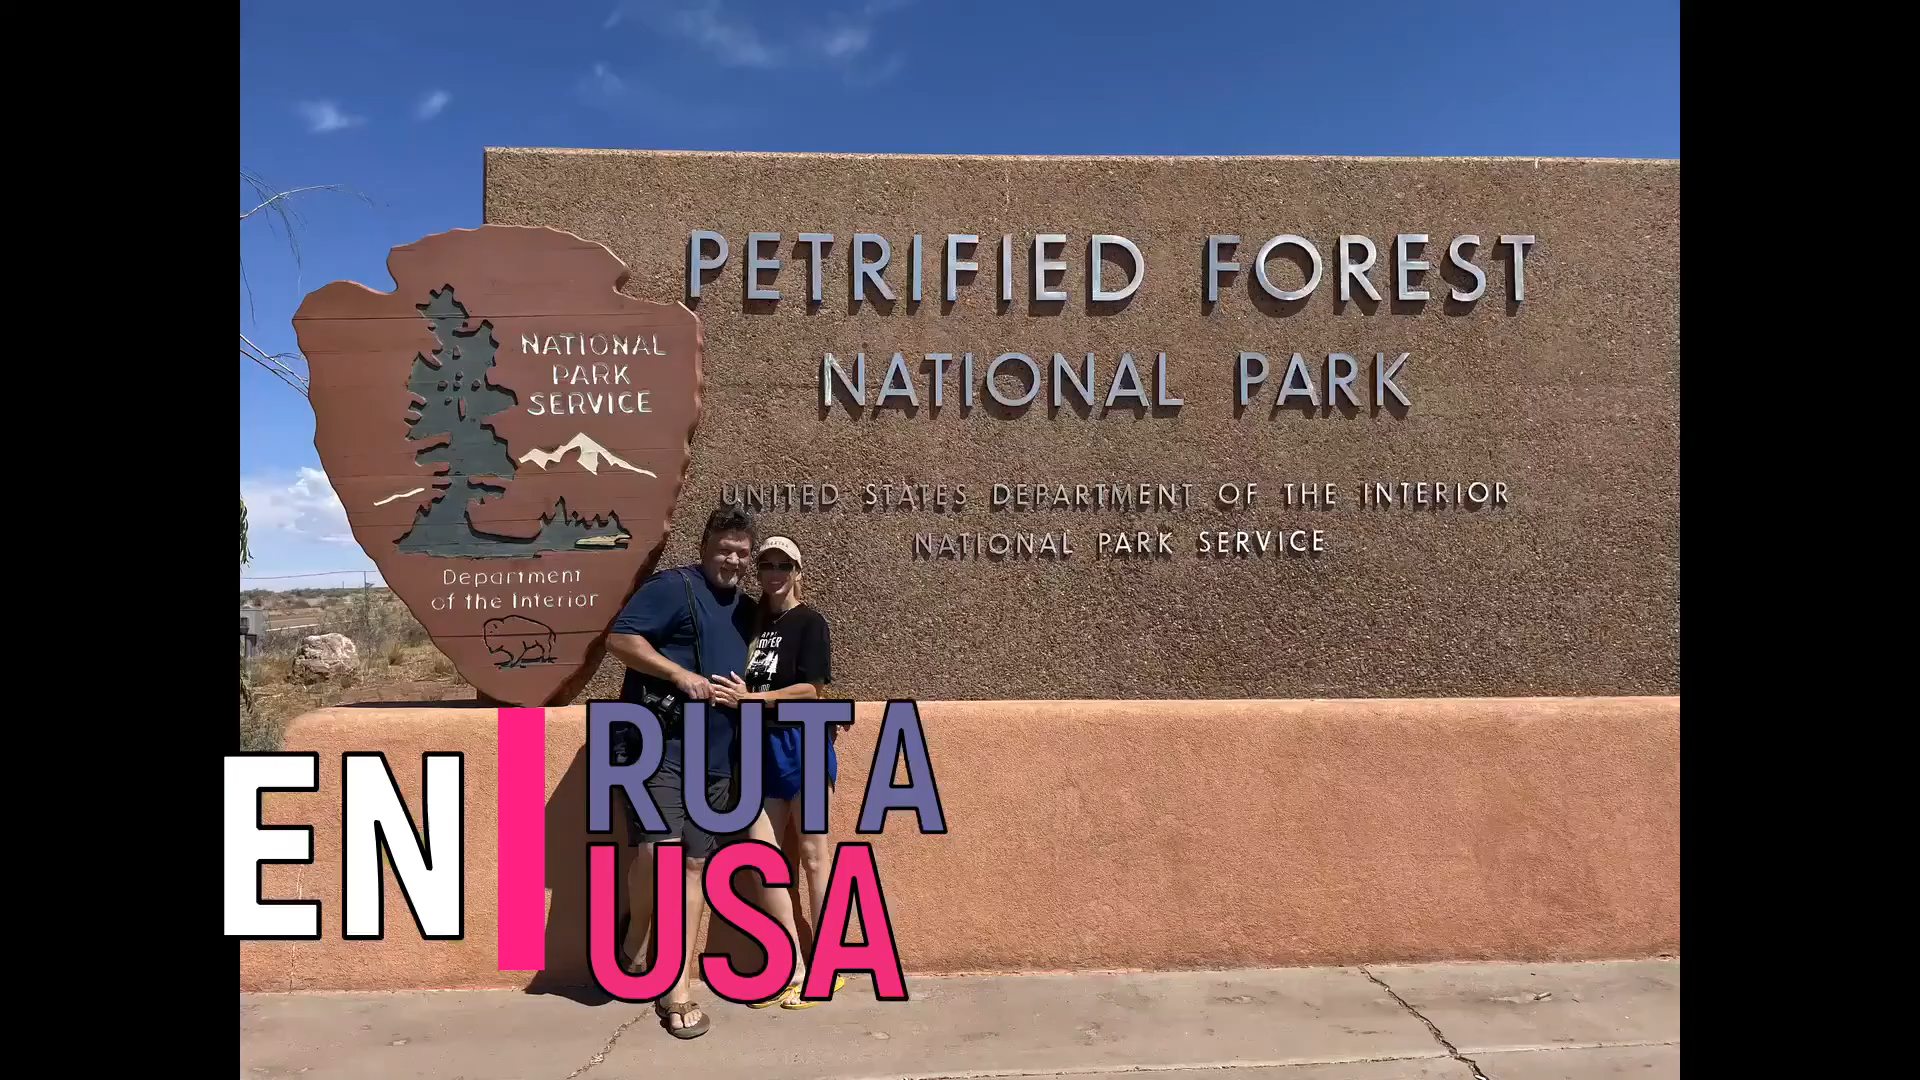 PETRIFIED FOREST
NATIONAL PARK
UNITED STATES DEPARTMENT OF THE INTERIOR
NATIONAL PARK SERVICE
NATIONAL
PARK
SERVICE
Department
of the Interior
EN
RUTA
USA